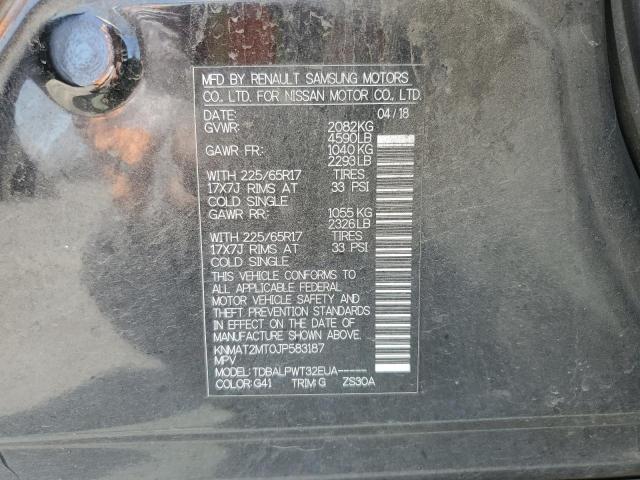 MFD BY RENAULT SAMSUNG MOTORS
CO., LTD. FOR NISSAN MOTOR CO., LTD
DATE: 04/18
GVWR: 2082KG
4590LB
GAWR FR: 1040 KG
2293LB
WITH 225/65R17 TIRES
17X7J RIMS AT 33 PSI
COLD SINGLE
GAWR RR: 1055 KG
2326LB
WITH 225/65R17 TIRES
17X7J RIMS AT 33 PSI
COLD SINGLE
THIS VEHICLE CONFORMS TO
ALL APPLICABLE FEDERAL
MOTOR VEHICLE SAFETY AND
THEFT PREVENTION STANDARDS
IN EFFECT ON THE DATE OF
MANUFACTURE SHOWN ABOVE.
KNMAT2MT0JP583187
MPV
MODEL: TDBALPWT32EUA-----
COLOR: G41 TRIM: G ZS30A